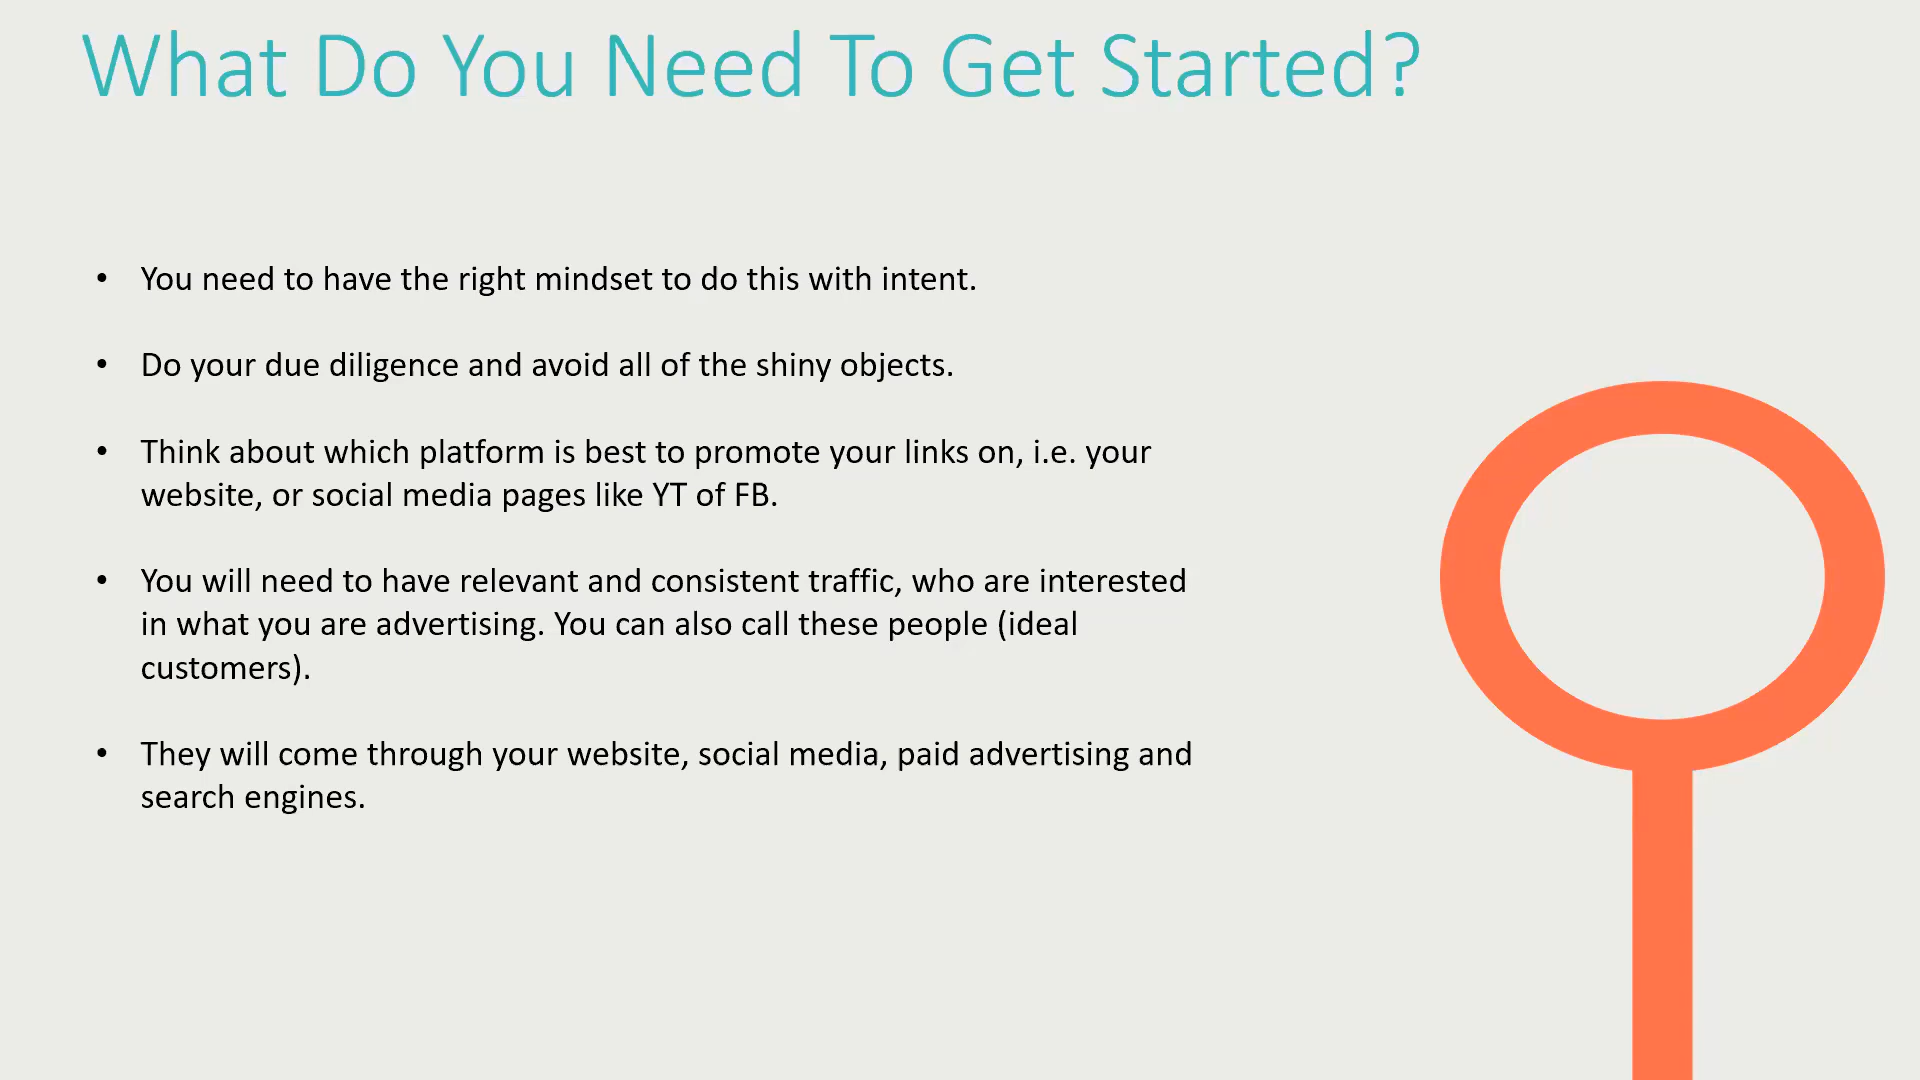 What Do You Need To Get Started?
• You need to have the right mindset to do this with intent.
• Do your due diligence and avoid all of the shiny objects.
• Think about which platform is best to promote your links on, i.e. your
website, or social media pages like YT of FB.
• You will need to have relevant and consistent traffic, who are interested
in what you are advertising. You can also call these people (ideal
customers).
• They will come through your website, social media, paid advertising and
search engines.